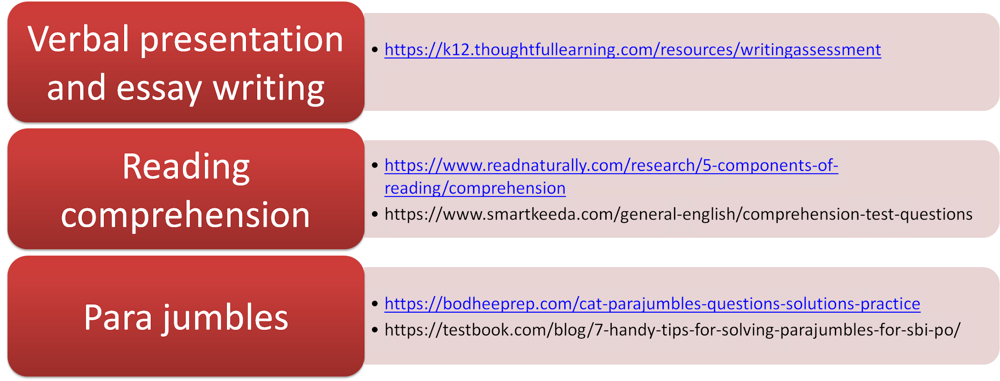 Verbal presentation
and essay writing
• https://k12.thoughtfullearning.com/resources/writingassessment
Reading
comprehension
• https://www.readnaturally.com/research/5-components-of-
reading/comprehension
• https://www.smartkeeda.com/general-english/comprehension-test-questions
Para jumbles
• https://bodheeprep.com/cat-parajumbles-questions-solutions-practice
• https://testbook.com/blog/7-handy-tips-for-solving-parajumbles-for-sbi-po/